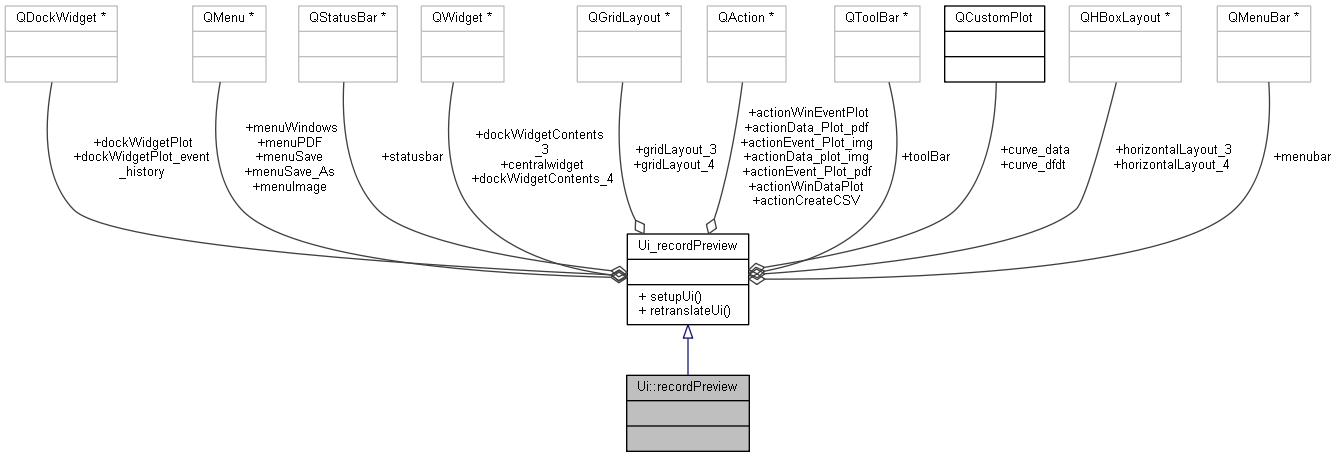 QDockWidget *
QMenu *
QStatusBar *
QWidget *
QGridLayout *
QAction *
QToolBar *
QCustomPlot
QHBoxLayout *
QMenuBar *
+dockWidgetPlot
+dockWidgetPlot_event
_history
+menuWindows
+menuPDF
+menuSave
+menuSave_As
+menuImage
+statusbar
+dockWidgetContents
_3
+centralwidget
+dockWidgetContents_4
+gridLayout_3
+gridLayout_4
+actionWinEventPlot
+actionData_Plot_pdf
+actionEvent_Plot_img
+actionData_plot_img
+actionEvent_Plot_pdf
+actionWinDataPlot
+actionCreateCSV
+toolBar
+curve_data
+curve_dfdt
+horizontalLayout_3
+horizontalLayout_4
+menubar
Ui_recordPreview
+ setupUi()
+ retranslateUi()
Ui::recordPreview